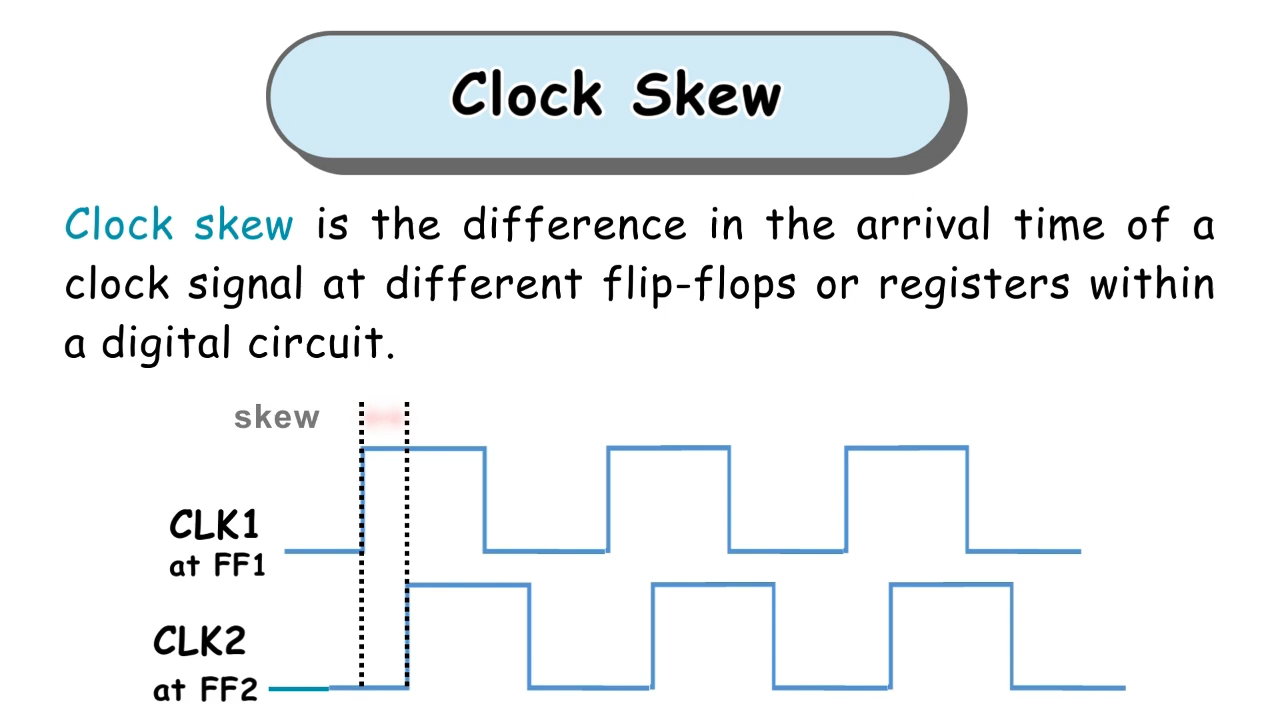 Clock Skew
Clock skew is the difference in the arrival time of a
clock signal at different flip-flops or registers within
a digital circuit.
skew
CLK1
at FF1
CLK2
at FF2